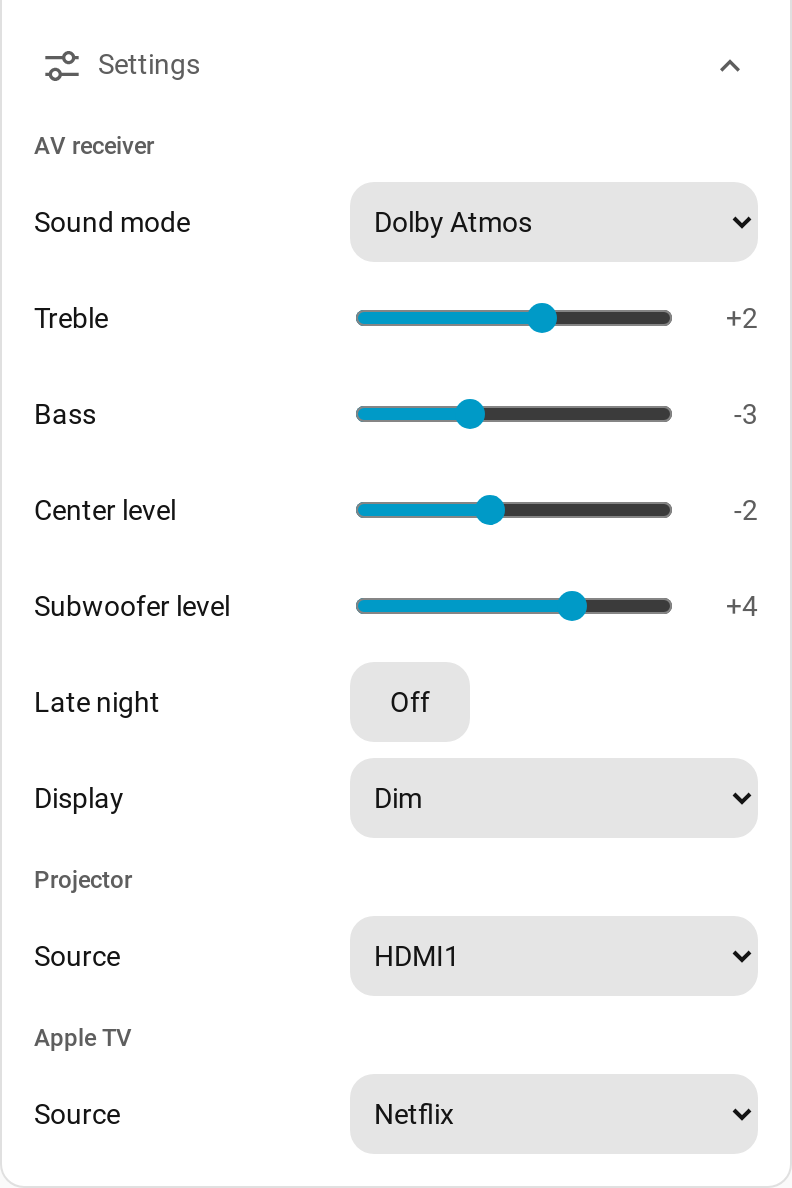 Settings
AV receiver
Sound mode Dolby Atmos
Treble +2
Bass -3
Center level -2
Subwoofer level +4
Late night Off
Display Dim
Projector
Source HDMI1
Apple TV
Source Netflix